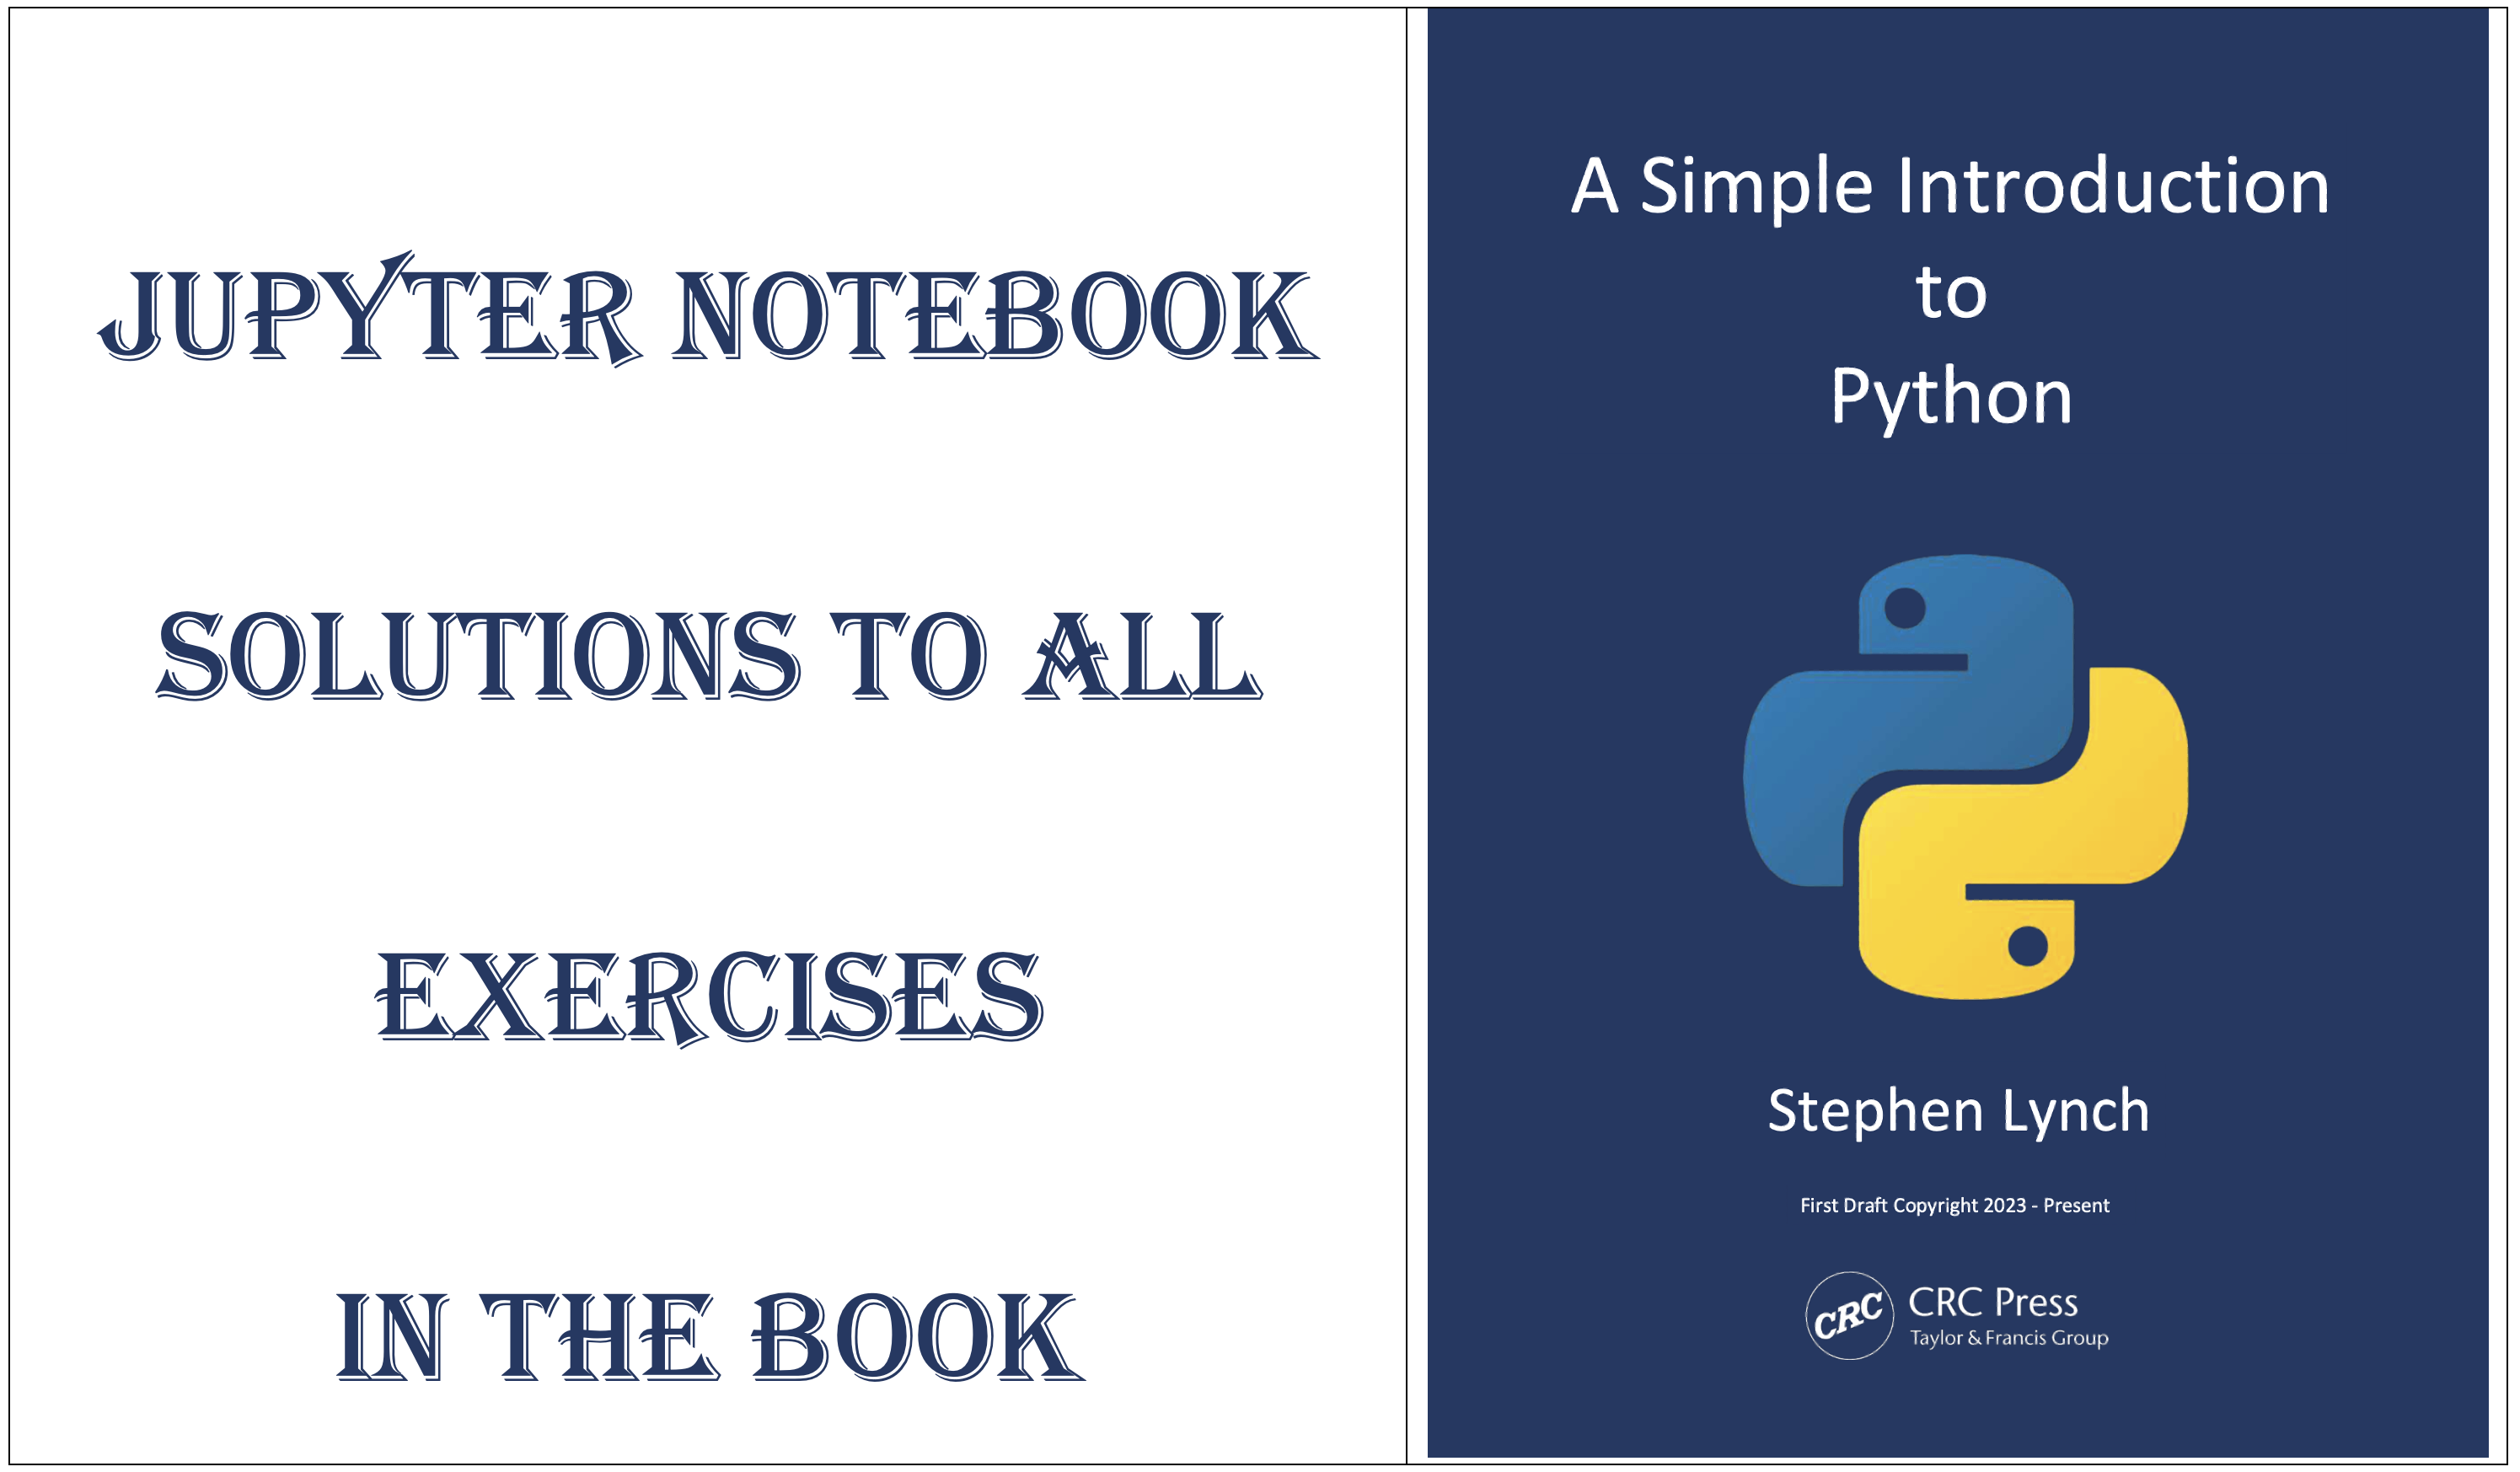 JUPYTER NOTEBOOK
SOLUTIONS TO ALL
EXERCISES
IN THE BOOK
A Simple Introduction
to
Python
Stephen Lynch
First Draft Copyright 2023 - Present
CRC
CRC Press
Taylor & Francis Group